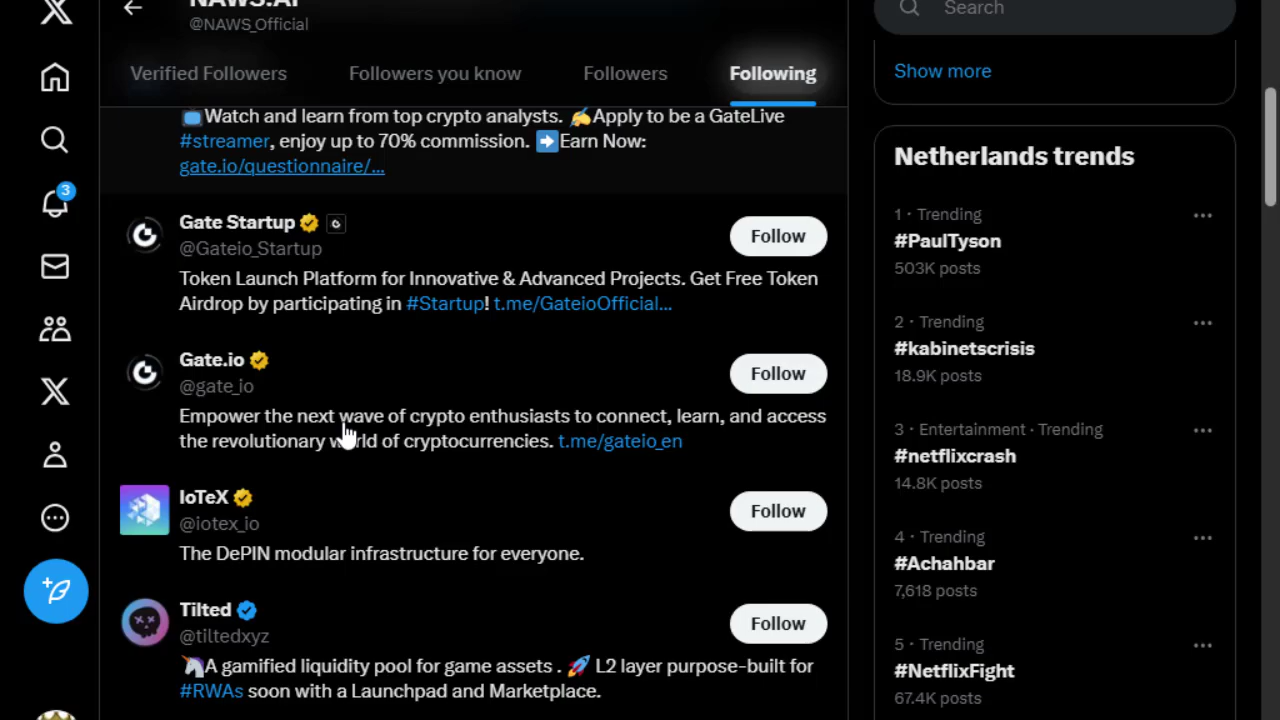 NAWS.AI
@NAWS_Official
Search
Verified Followers
Followers you know
Followers
Following
Watch and learn from top crypto analysts. ✍️Apply to be a GateLive
#streamer, enjoy up to 70% commission. ➡️Earn Now:
gate.io/questionnaire/...
Gate Startup
@Gateio_Startup
Follow
Token Launch Platform for Innovative & Advanced Projects. Get Free Token
Airdrop by participating in #Startup! t.me/GateioOfficial...
Gate.io
@gate_io
Follow
Empower the next wave of crypto enthusiasts to connect, learn, and access
the revolutionary world of cryptocurrencies. t.me/gateio_en
IoTeX
@iotex_io
Follow
The DePIN modular infrastructure for everyone.
Tilted
@tiltedxyz
Follow
🦄A gamified liquidity pool for game assets . 🚀 L2 layer purpose-built for
#RWAs soon with a Launchpad and Marketplace.
3
Show more
Netherlands trends
1 · Trending
#PaulTyson
503K posts
2 · Trending
#kabinetscrisis
18.9K posts
3 · Entertainment · Trending
#netflixcrash
14.8K posts
4 · Trending
#Achahbar
7,618 posts
5 · Trending
#NetflixFight
67.4K posts